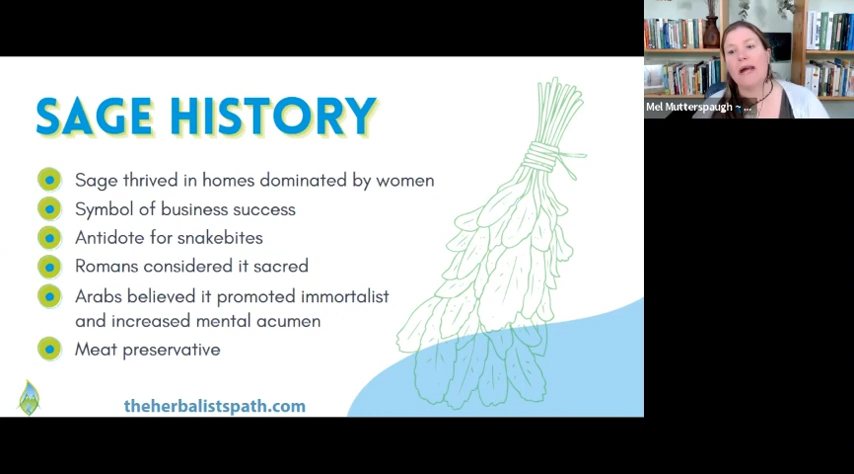 SAGE HISTORY
Sage thrived in homes dominated by women
Symbol of business success
Antidote for snakebites
Romans considered it sacred
Arabs believed it promoted immortalist
and increased mental acumen
Meat preservative
theherbalistspath.com
Mel Mutterspaugh ~ ...